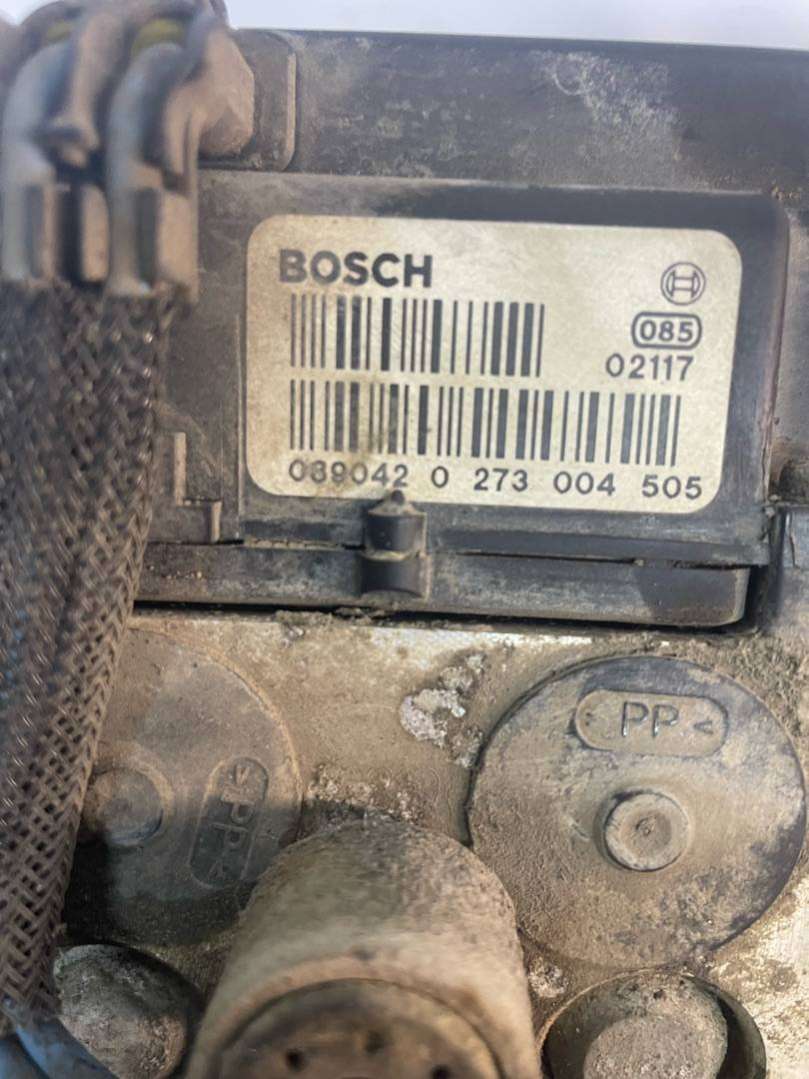 BOSCH
085
02117
039042 0 273 004 505
PP <
> PP <